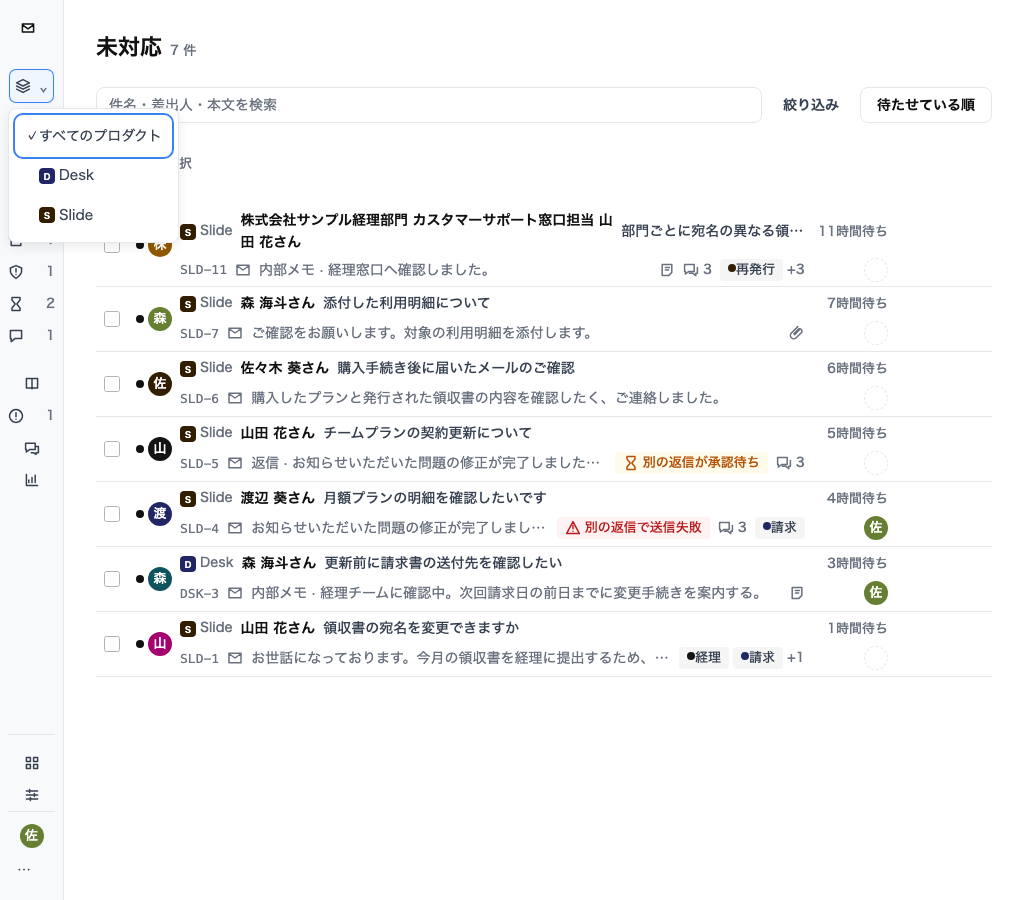 未対応 7 件
件名・差出人・本文を検索
絞り込み
待たせている順
✓すべてのプロダクト
D Desk
S Slide
択
1
2
1
1
株 S Slide 株式会社サンプル経理部門 カスタマーサポート窓口担当 山田 花さん 部門ごとに宛名の異なる領… 11時間待ち
SLD-11 内部メモ · 経理窓口へ確認しました。 3 再発行 +3
森 S Slide 森 海斗さん 添付した利用明細について 7時間待ち
SLD-7 ご確認をお願いします。対象の利用明細を添付します。
佐 S Slide 佐々木 葵さん 購入手続き後に届いたメールのご確認 6時間待ち
SLD-6 購入したプランと発行された領収書の内容を確認したく、ご連絡しました。
山 S Slide 山田 花さん チームプランの契約更新について 5時間待ち
SLD-5 返信 · お知らせいただいた問題の修正が完了しました… 別の返信が承認待ち 3
渡 S Slide 渡辺 葵さん 月額プランの明細を確認したいです 4時間待ち
SLD-4 お知らせいただいた問題の修正が完了しまし… 別の返信で送信失敗 3 請求 佐
森 D Desk 森 海斗さん 更新前に請求書の送付先を確認したい 3時間待ち
DSK-3 内部メモ · 経理チームに確認中。次回請求日の前日までに変更手続きを案内する。 佐
山 S Slide 山田 花さん 領収書の宛名を変更できますか 1時間待ち
SLD-1 お世話になっております。今月の領収書を経理に提出するため、… 経理 請求 +1
佐
…